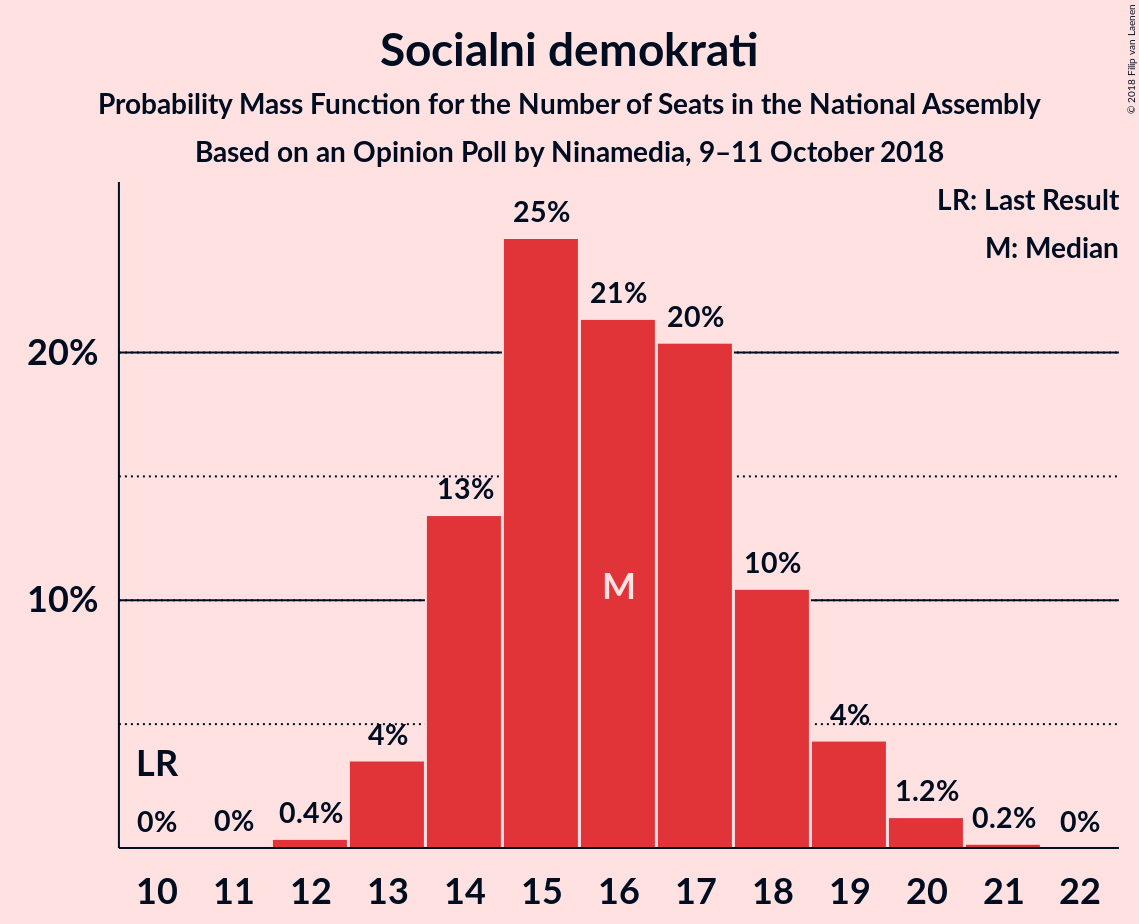 Socialni demokrati
Probability Mass Function for the Number of Seats in the National Assembly
Based on an Opinion Poll by Ninamedia, 9–11 October 2018
© 2018 Filip van Laenen
LR: Last Result
M: Median
25%
21%
20%
20%
13%
10%
10%
M
4%
4%
LR
1.2%
0%
0%
0.4%
0.2%
0%
10 11 12 13 14 15 16 17 18 19 20 21 22